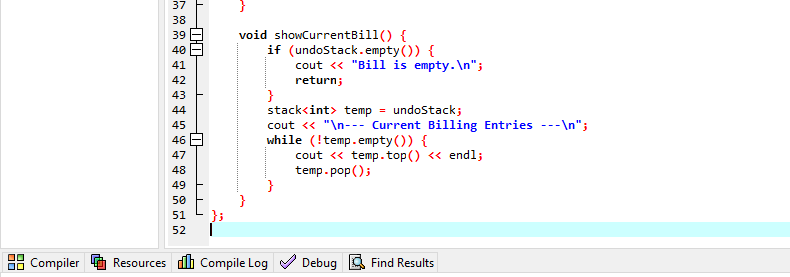 37 }
38
39 void showCurrentBill() {
40 if (undoStack.empty()) {
41 cout << "Bill is empty.\n";
42 return;
43 }
44 stack<int> temp = undoStack;
45 cout << "\n--- Current Billing Entries ---\n";
46 while (!temp.empty()) {
47 cout << temp.top() << endl;
48 temp.pop();
49 }
50 }
51 };
52
Compiler Resources Compile Log Debug Find Results